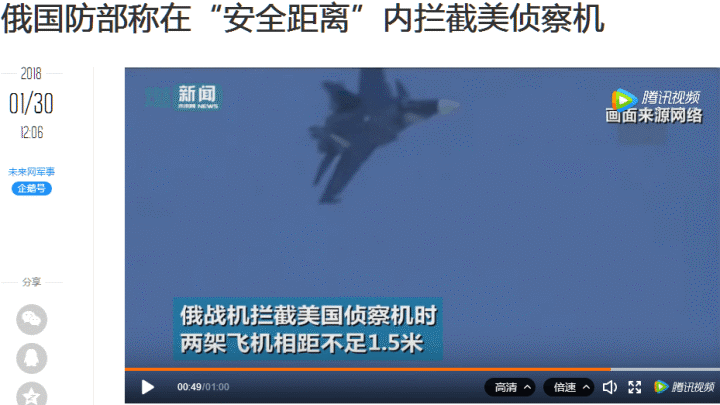 俄国防部称在“安全距离”内拦截美侦察机
2018
01/30
12:06
未来网军事
企鹅号
分享
新闻
NEWS
腾讯视频
画面来源网络
俄战机拦截美国侦察机时
两架飞机相距不足1.5米
00:49/01:00
高清
倍速
腾讯视频